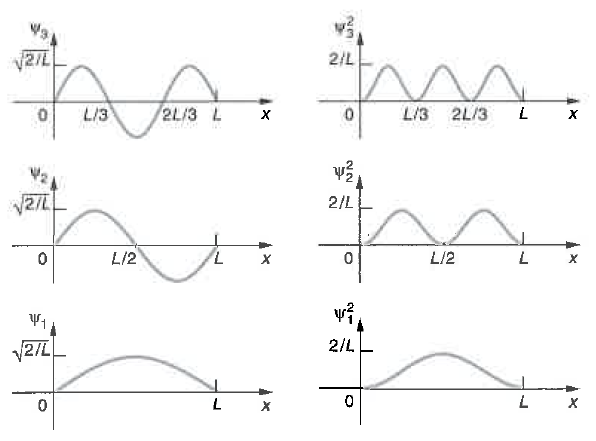 ψ₃ ψ₃²
√2/L 2/L
0 L/3 2L/3 L x 0 L/3 2L/3 L x
ψ₂ ψ₂²
√2/L 2/L
0 L/2 L x 0 L/2 L x
ψ₁ ψ₁²
√2/L 2/L
0 L x 0 L x